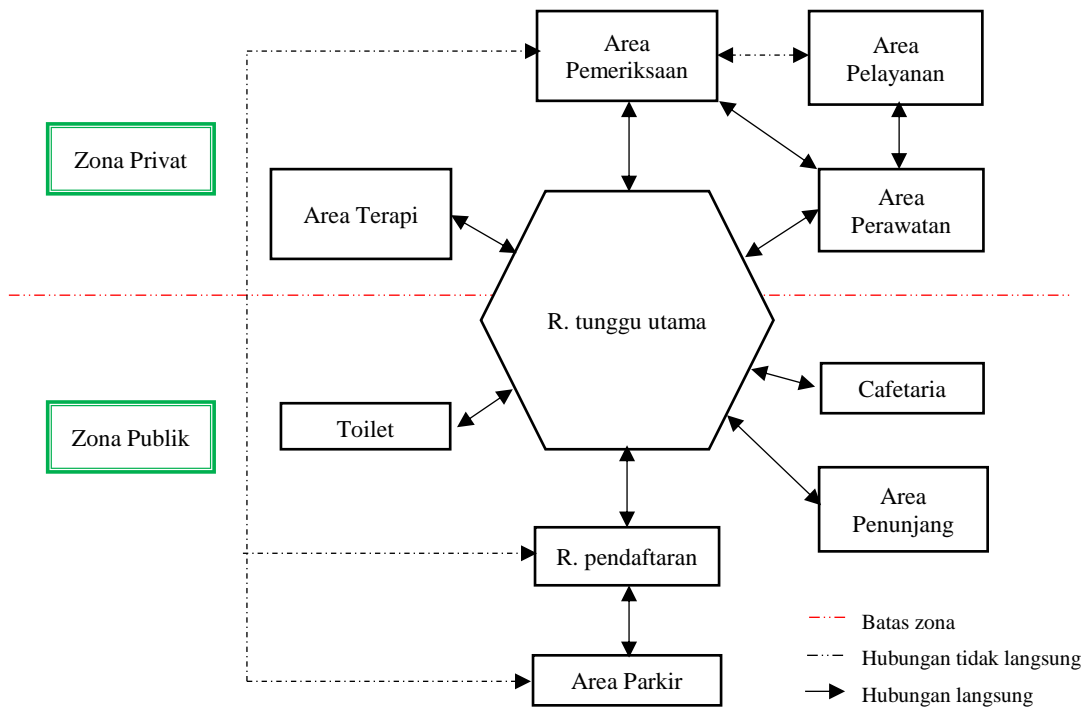 Area
Pemeriksaan
Area
Pelayanan
Zona Privat
Area Terapi
Area
Perawatan
R. tunggu utama
Cafetaria
Zona Publik
Toilet
Area
Penunjang
R. pendaftaran
Area Parkir
Batas zona
Hubungan tidak langsung
Hubungan langsung